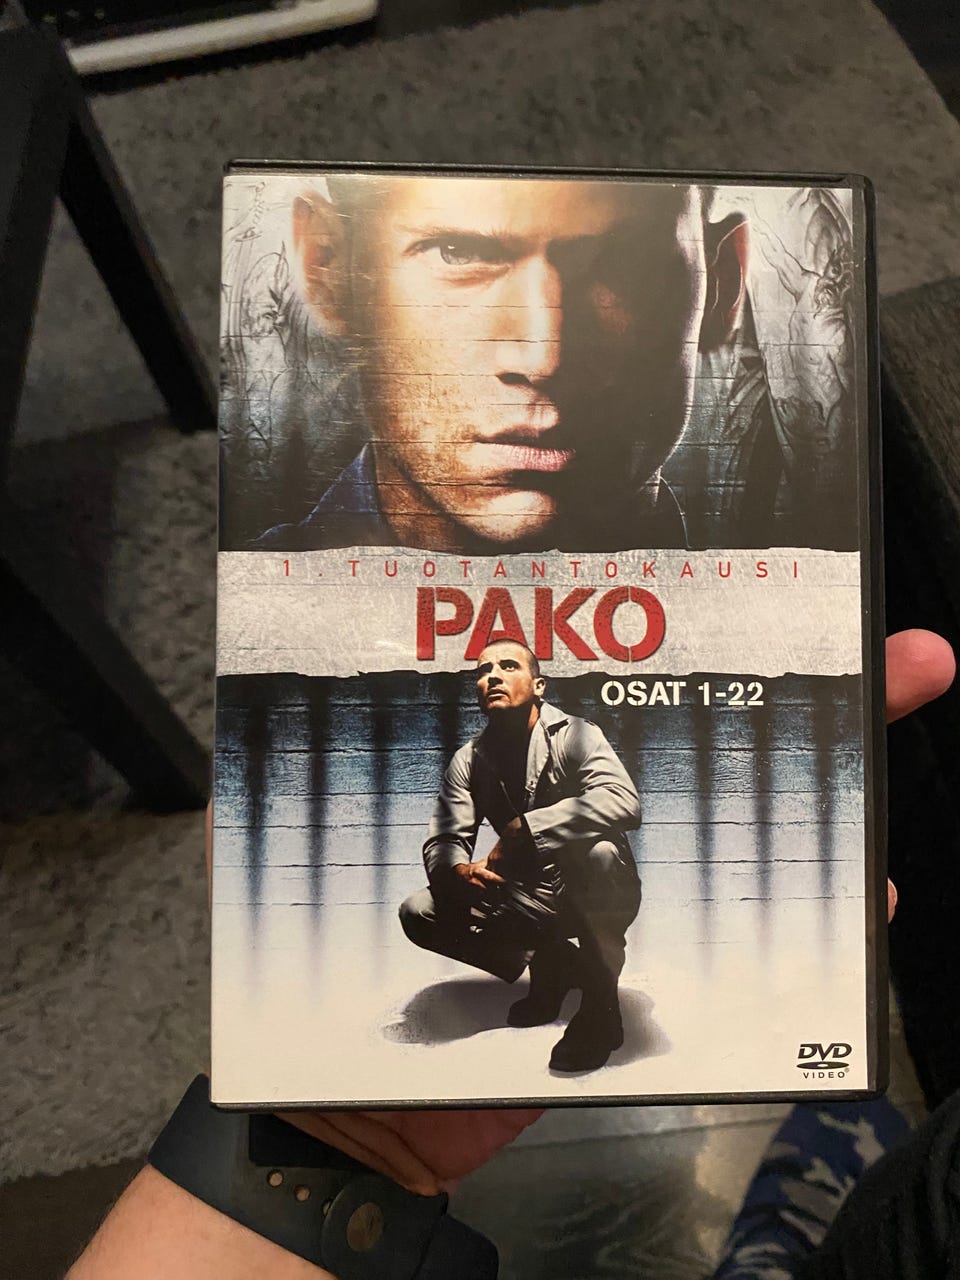 1. TUOTANTOKAUSI
PAKO
OSAT 1-22
DVD
VIDEO